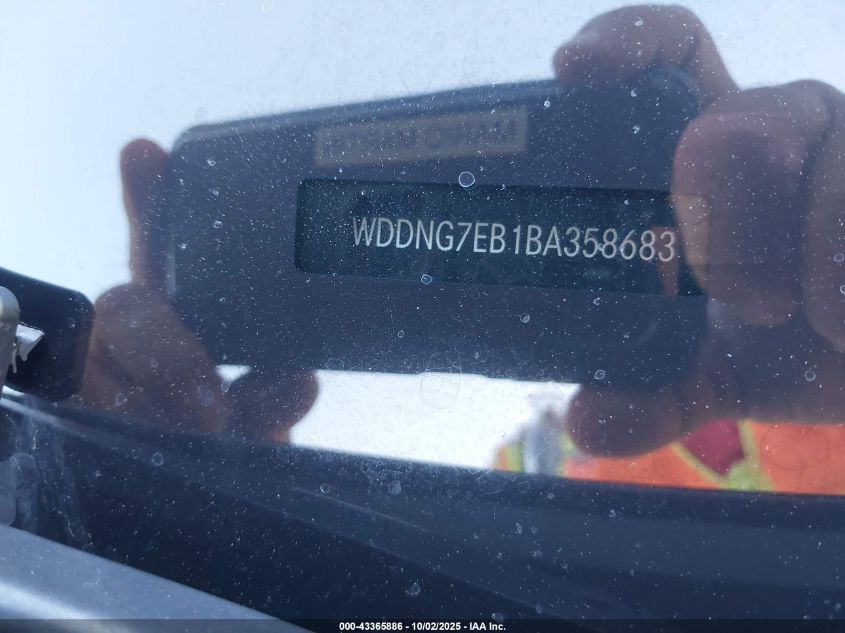 WDDNG7EB1BA358683
000-43365886 - 10/02/2025 - IAA Inc.